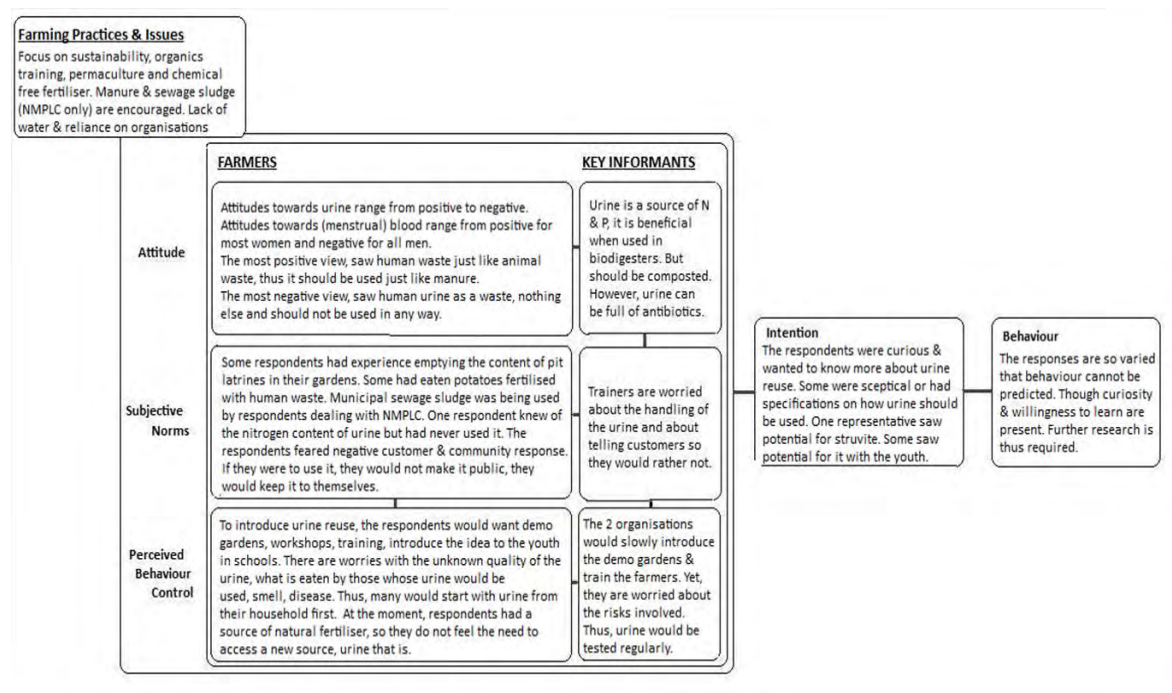 Farming Practices & Issues
Focus on sustainability, organics
training, permaculture and chemical
free fertiliser. Manure & sewage sludge
(NMPLC only) are encouraged. Lack of
water & reliance on organisations
FARMERS
KEY INFORMANTS
Attitude
Attitudes towards urine range from positive to negative.
Attitudes towards (menstrual) blood range from positive for
most women and negative for all men.
The most positive view, saw human waste just like animal
waste, thus it should be used just like manure.
The most negative view, saw human urine as a waste, nothing
else and should not be used in any way.
Urine is a source of N
& P, it is beneficial
when used in
biodigesters. But
should be composted.
However, urine can
be full of antibiotics.
Subjective
Norms
Some respondents had experience emptying the content of pit
latrines in their gardens. Some had eaten potatoes fertilised
with human waste. Municipal sewage sludge was being used
by respondents dealing with NMPLC. One respondent knew of
the nitrogen content of urine but had never used it. The
respondents feared negative customer & community response.
If they were to use it, they would not make it public, they
would keep it to themselves.
Trainers are worried
about the handling of
the urine and about
telling customers so
they would rather not.
Perceived
Behaviour
Control
To introduce urine reuse, the respondents would want demo
gardens, workshops, training, introduce the idea to the youth
in schools. There are worries with the unknown quality of the
urine, what is eaten by those whose urine would be
used, smell, disease. Thus, many would start with urine from
their household first. At the moment, respondents had a
source of natural fertiliser, so they do not feel the need to
access a new source, urine that is.
The 2 organisations
would slowly introduce
the demo gardens &
train the farmers. Yet,
they are worried about
the risks involved.
Thus, urine would be
tested regularly.
Intention
The respondents were curious &
wanted to know more about urine
reuse. Some were sceptical or had
specifications on how urine should
be used. One representative saw
potential for struvite. Some saw
potential for it with the youth.
Behaviour
The responses are so varied
that behaviour cannot be
predicted. Though curiosity
& willingness to learn are
present. Further research is
thus required.